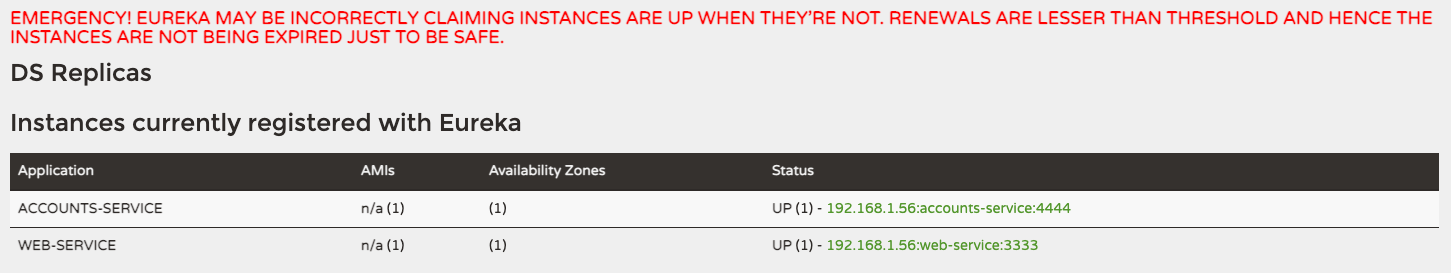 EMERGENCY! EUREKA MAY BE INCORRECTLY CLAIMING INSTANCES ARE UP WHEN THEY'RE NOT. RENEWALS ARE LESSER THAN THRESHOLD AND HENCE THE
INSTANCES ARE NOT BEING EXPIRED JUST TO BE SAFE.
DS Replicas
Instances currently registered with Eureka
Application AMIs Availability Zones Status
ACCOUNTS-SERVICE n/a (1) (1) UP (1) - 192.168.1.56:accounts-service:4444
WEB-SERVICE n/a (1) (1) UP (1) - 192.168.1.56:web-service:3333